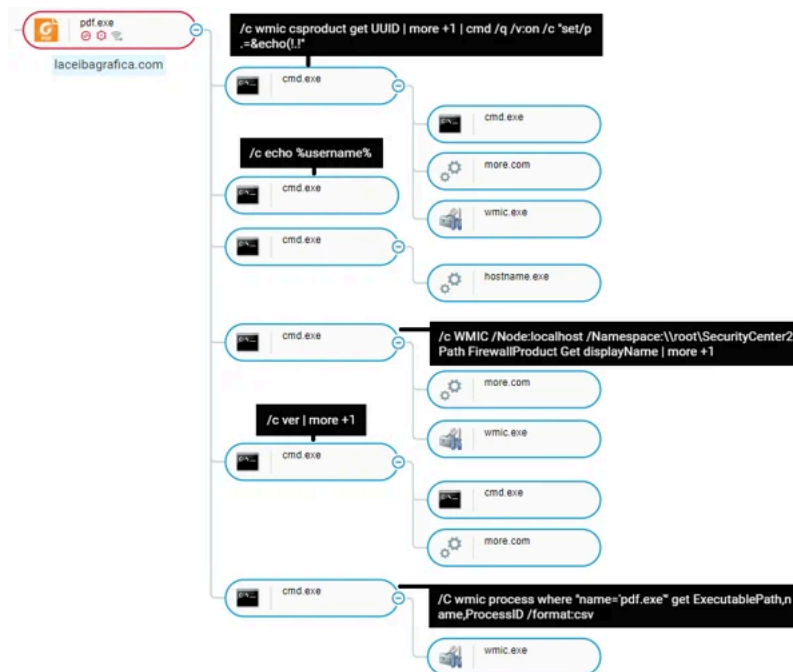 pdf.exe
PDF
laceibagrafica.com
/c wmic csproduct get UUID | more +1 | cmd /q /v:on /c "set/p
.=&echo(!.!"
cmd.exe
cmd.exe
more.com
wmic.exe
/c echo %username%
cmd.exe
cmd.exe
hostname.exe
cmd.exe
/c WMIC /Node:localhost /Namespace:\\root\SecurityCenter2
Path FirewallProduct Get displayName | more +1
more.com
wmic.exe
/c ver | more +1
cmd.exe
cmd.exe
more.com
cmd.exe
/C wmic process where "name='pdf.exe'" get ExecutablePath,n
ame,ProcessID /format:csv
wmic.exe